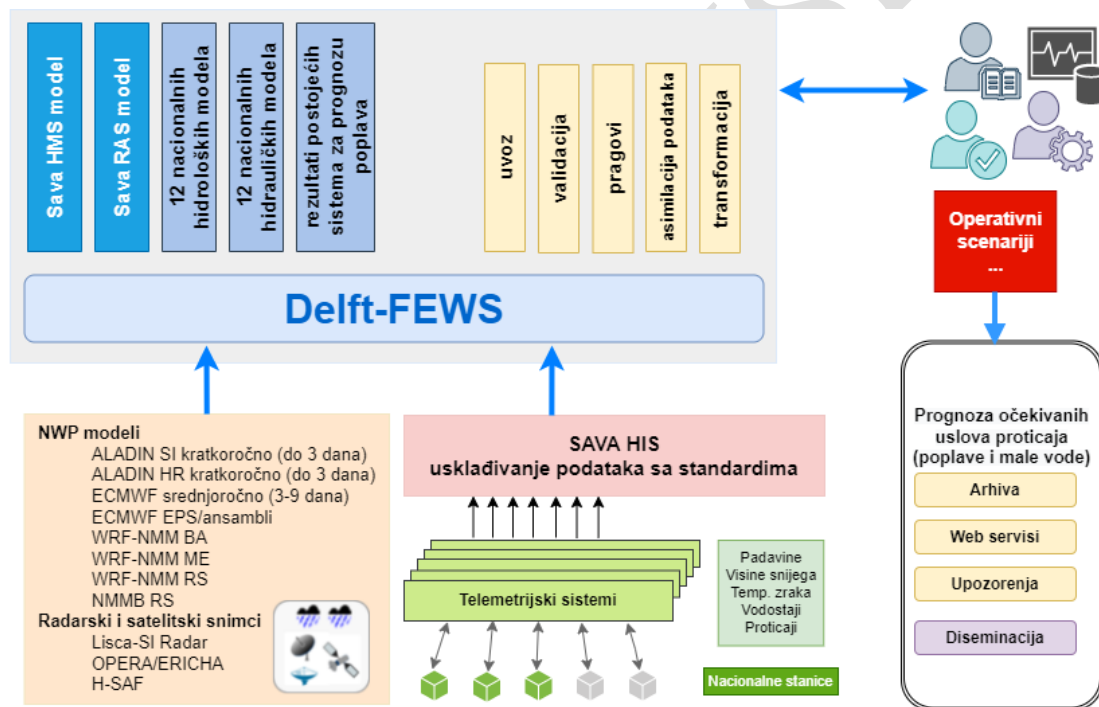 Sava HMS model
Sava RAS model
12 nacionalnih
hidroloških modela
12 nacionalnih
hidrauličkih modela
rezultati postojećih
sistema za prognozu
poplava
uvoz
validacija
pragovi
asimilacija podataka
transformacija
Delft-FEWS
Operativni
scenariji
...
NWP modeli
ALADIN SI kratkoročno (do 3 dana)
ALADIN HR kratkoročno (do 3 dana)
ECMWF srednjoročno (3-9 dana)
ECMWF EPS/ansambli
WRF-NMM BA
WRF-NMM ME
WRF-NMM RS
NMMB RS
Radarski i satelitski snimci
Lisca-SI Radar
OPERA/ERICHA
H-SAF
SAVA HIS
usklađivanje podataka sa standardima
Telemetrijski sistemi
Padavine
Visine snijega
Temp. zraka
Vodostaji
Proticaji
Nacionalne stanice
Prognoza očekivanih
uslova proticaja
(poplave i male vode)
Arhiva
Web servisi
Upozorenja
Diseminacija